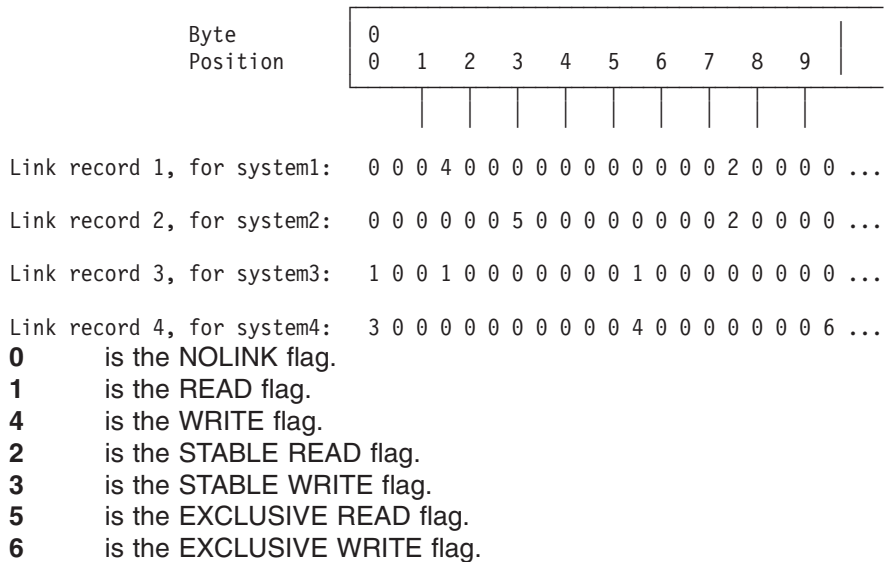 Byte 0
Position 0 1 2 3 4 5 6 7 8 9
Link record 1, for system1: 0 0 0 4 0 0 0 0 0 0 0 0 0 0 0 2 0 0 0 0 ...
Link record 2, for system2: 0 0 0 0 0 0 5 0 0 0 0 0 0 0 0 2 0 0 0 0 ...
Link record 3, for system3: 1 0 0 1 0 0 0 0 0 0 0 1 0 0 0 0 0 0 0 0 ...
Link record 4, for system4: 3 0 0 0 0 0 0 0 0 0 0 4 0 0 0 0 0 0 0 6 ...
0 is the NOLINK flag.
1 is the READ flag.
4 is the WRITE flag.
2 is the STABLE READ flag.
3 is the STABLE WRITE flag.
5 is the EXCLUSIVE READ flag.
6 is the EXCLUSIVE WRITE flag.